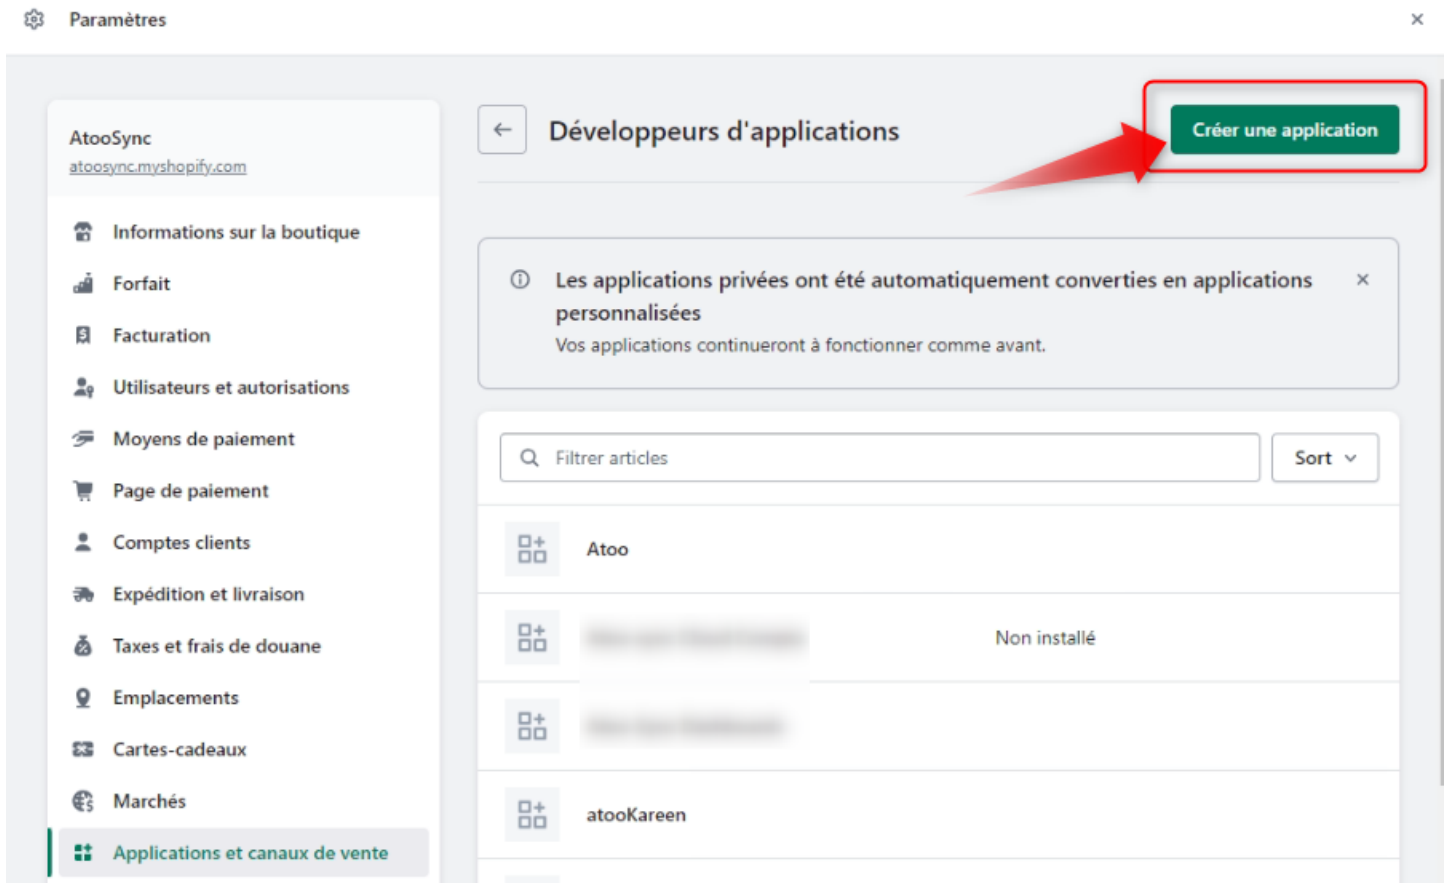 Paramètres
AtooSync
atoosync.myshopify.com
Informations sur la boutique
Forfait
Facturation
Utilisateurs et autorisations
Moyens de paiement
Page de paiement
Comptes clients
Expédition et livraison
Taxes et frais de douane
Emplacements
Cartes-cadeaux
Marchés
Applications et canaux de vente
Développeurs d'applications
Créer une application
Les applications privées ont été automatiquement converties en applications
personnalisées
Vos applications continueront à fonctionner comme avant.
Filtrer articles
Sort
Atoo
Non installé
atooKareen